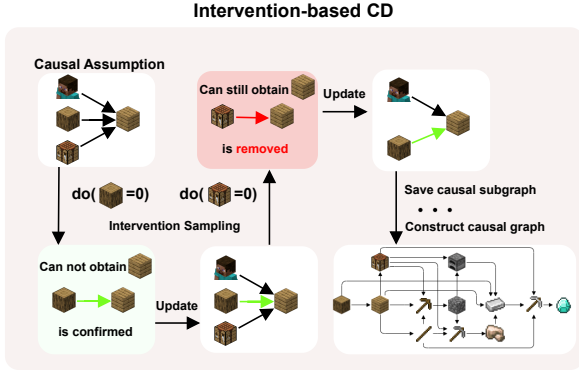 Intervention-based CD
Causal Assumption
do( =0)
Can not obtain
is confirmed
Update
Intervention Sampling
do( =0)
Can still obtain
is removed
Update
Save causal subgraph
. . .
Construct causal graph